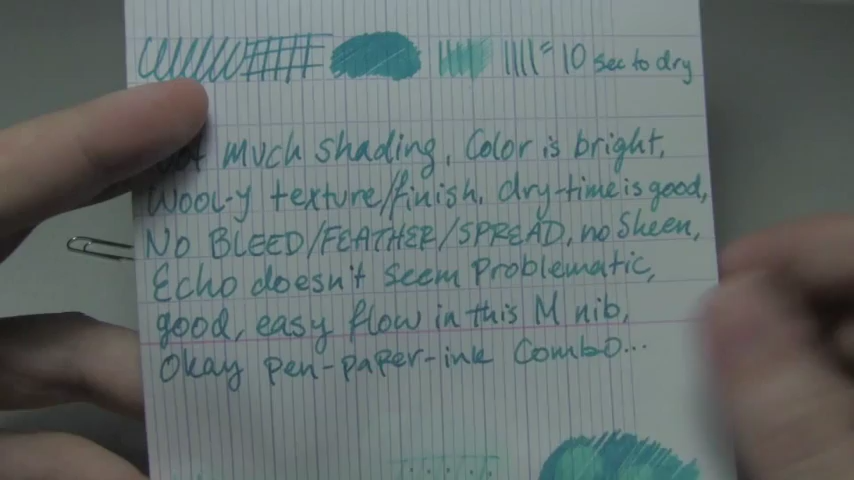 ||||" 10 sec to dry
much shading, Color is bright,
Wool-y texture/finish, dry-time is good,
No BLEED/FEATHER/SPREAD, no Sheen,
Echo doesn't seem problematic,
good, easy flow in this M nib,
Okay pen-paper-ink Combo...